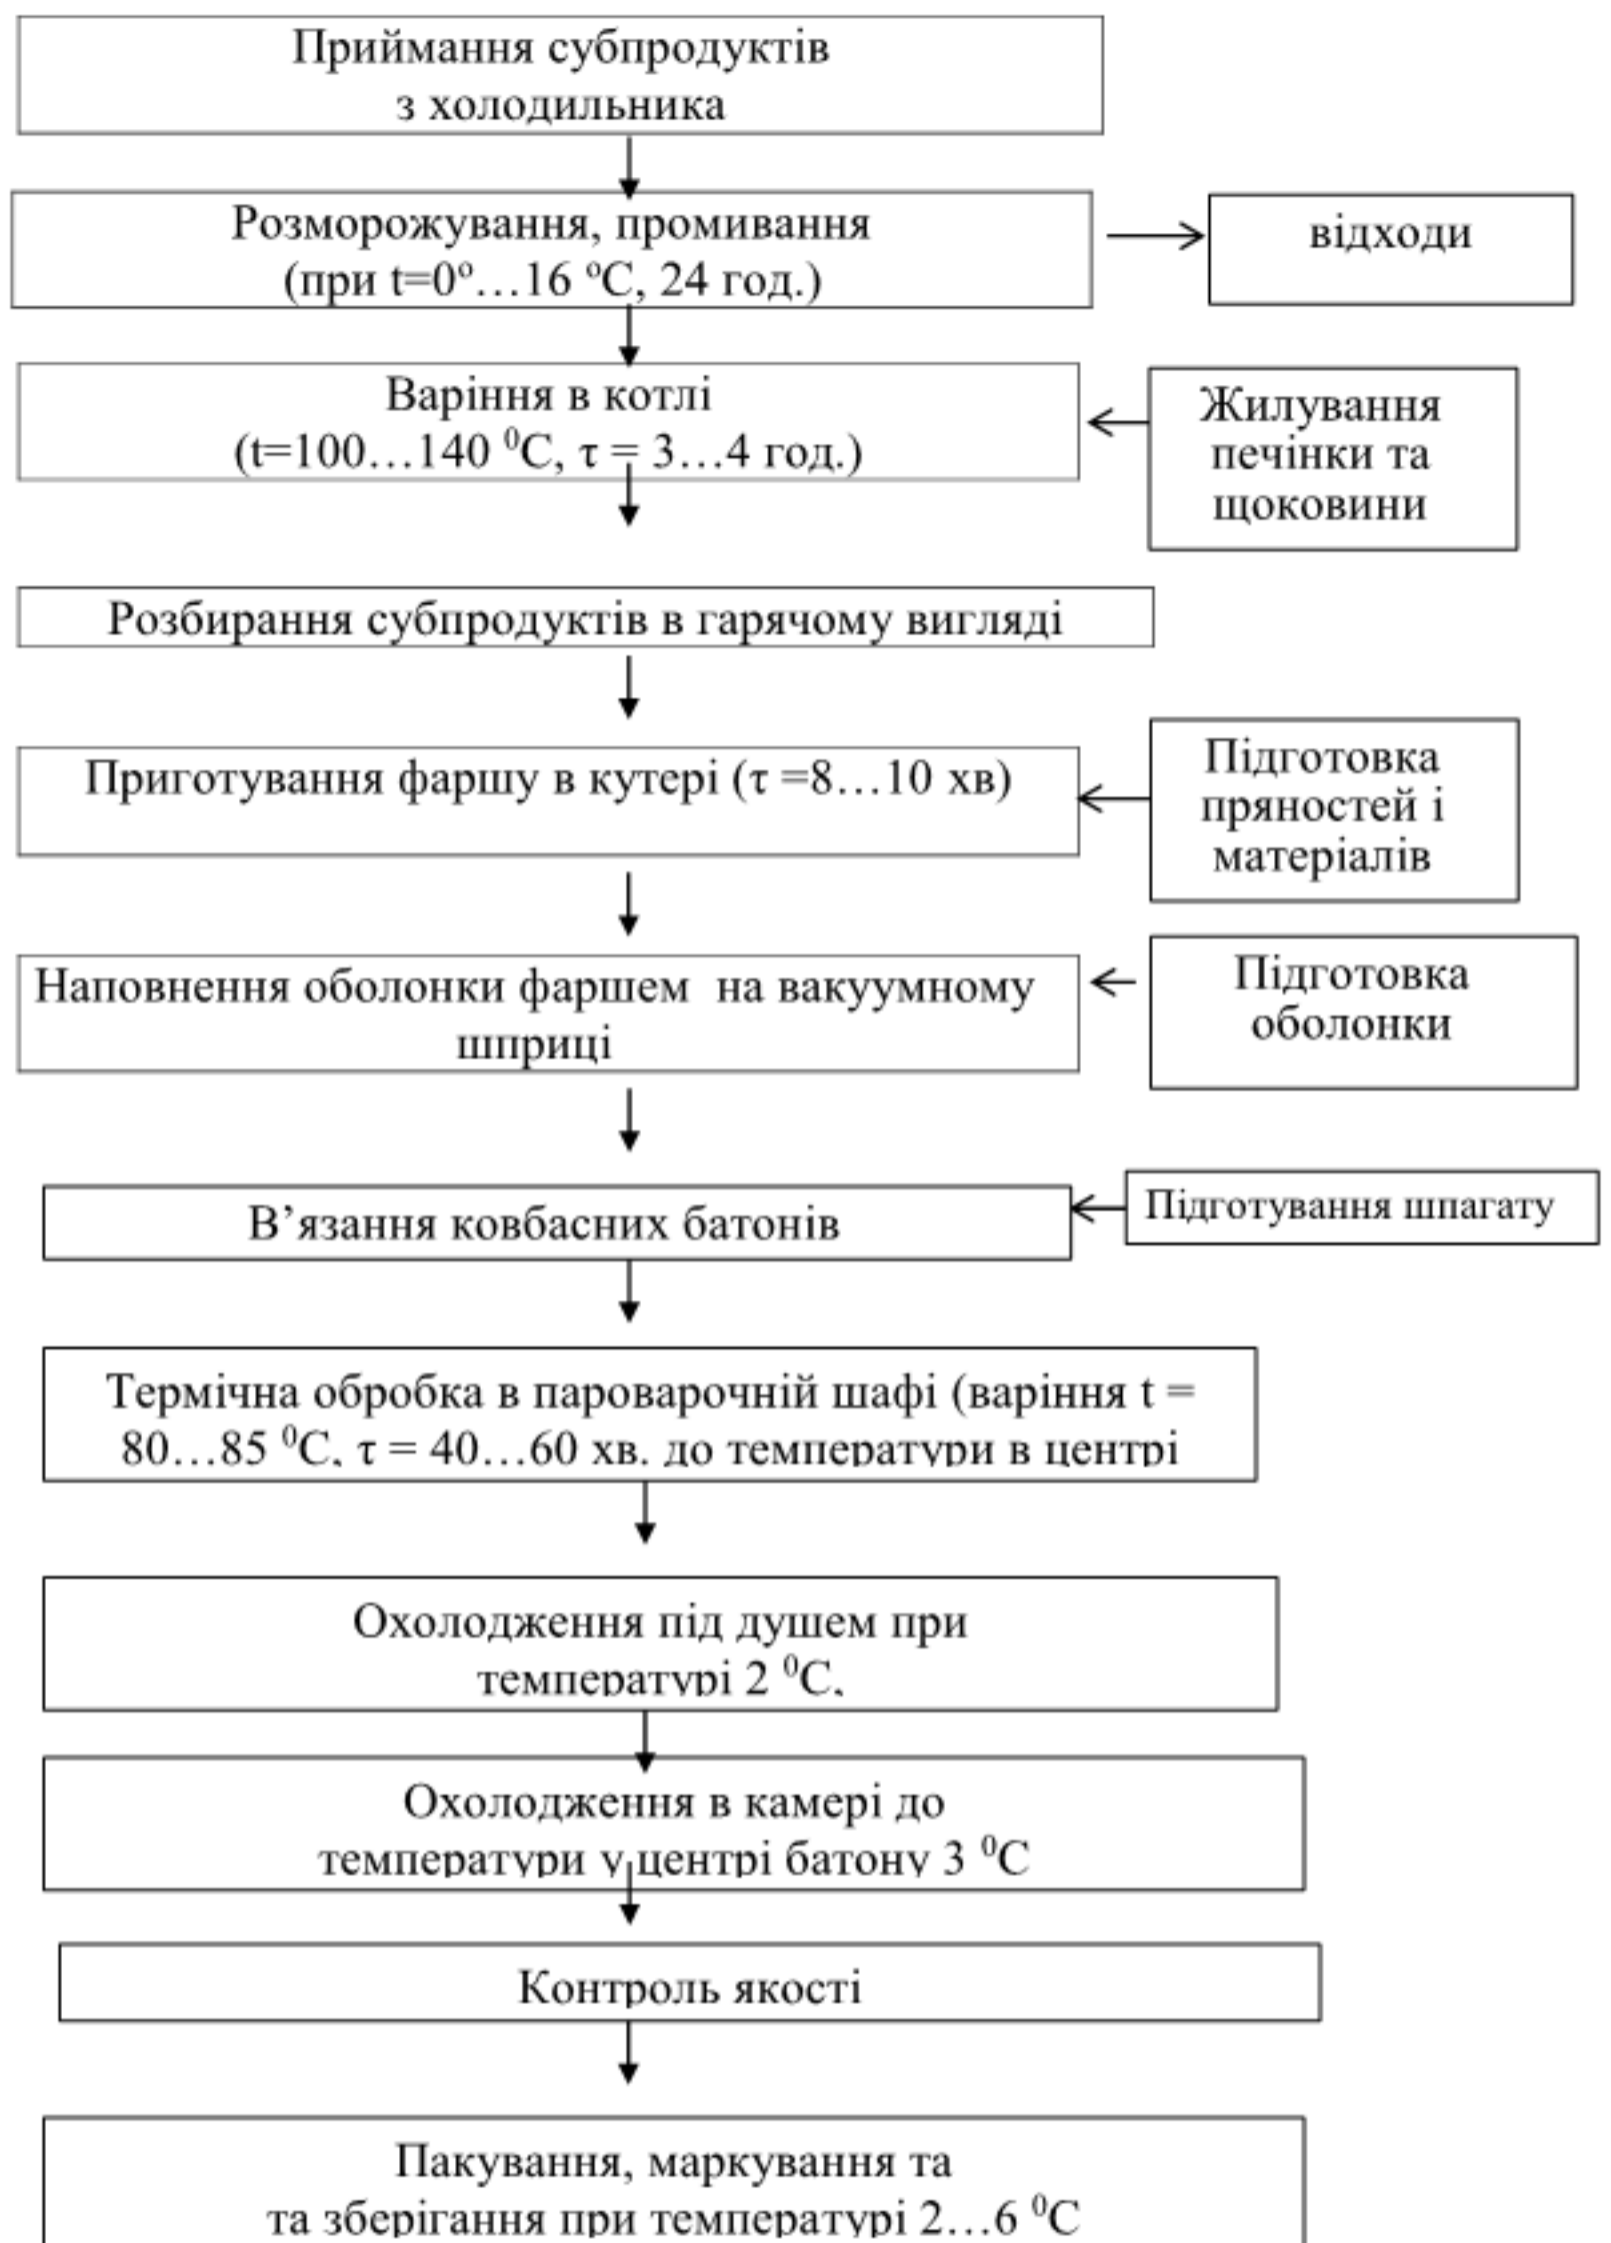 Приймання субпродуктів
з холодильника
Розморожування, промивання
(при t=0º…16 ºС, 24 год.)
відходи
Варіння в котлі
(t=100…140 ⁰С, τ = 3…4 год.)
Жилування
печінки та
щоковини
Розбирання субпродуктів в гарячому вигляді
Приготування фаршу в кутері (τ =8…10 хв)
Підготовка
пряностей і
матеріалів
Наповнення оболонки фаршем на вакуумному
шприці
Підготовка
оболонки
В’язання ковбасних батонів
Підготування шпагату
Термічна обробка в пароварочній шафі (варіння t =
80…85 ⁰С, τ = 40…60 хв. до температури в центрі
Охолодження під душем при
температурі 2 ⁰С,
Охолодження в камері до
температури у центрі батону 3 ⁰С
Контроль якості
Пакування, маркування та
та зберігання при температурі 2…6 ⁰С